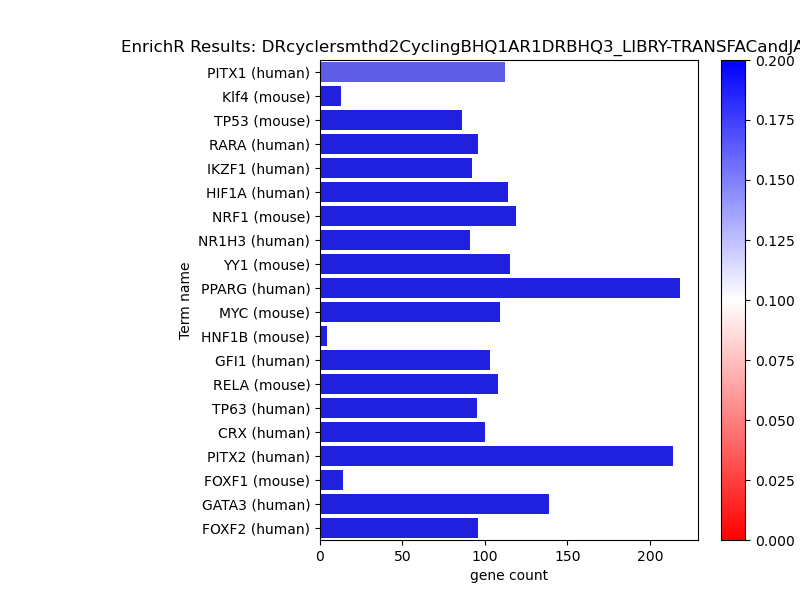 EnrichR Results: DRcyclersmthd2CyclingBHQ1AR1DRBHQ3_LIBRY-TRANSFACandJA
PITX1 (human)
Klf4 (mouse)
TP53 (mouse)
RARA (human)
IKZF1 (human)
HIF1A (human)
NRF1 (mouse)
NR1H3 (human)
YY1 (mouse)
PPARG (human)
MYC (mouse)
HNF1B (mouse)
GFI1 (human)
RELA (mouse)
TP63 (human)
CRX (human)
PITX2 (human)
FOXF1 (mouse)
GATA3 (human)
FOXF2 (human)
Term name
0 50 100 150 200
gene count
0.200
0.175
0.150
0.125
0.100
0.075
0.050
0.025
0.000